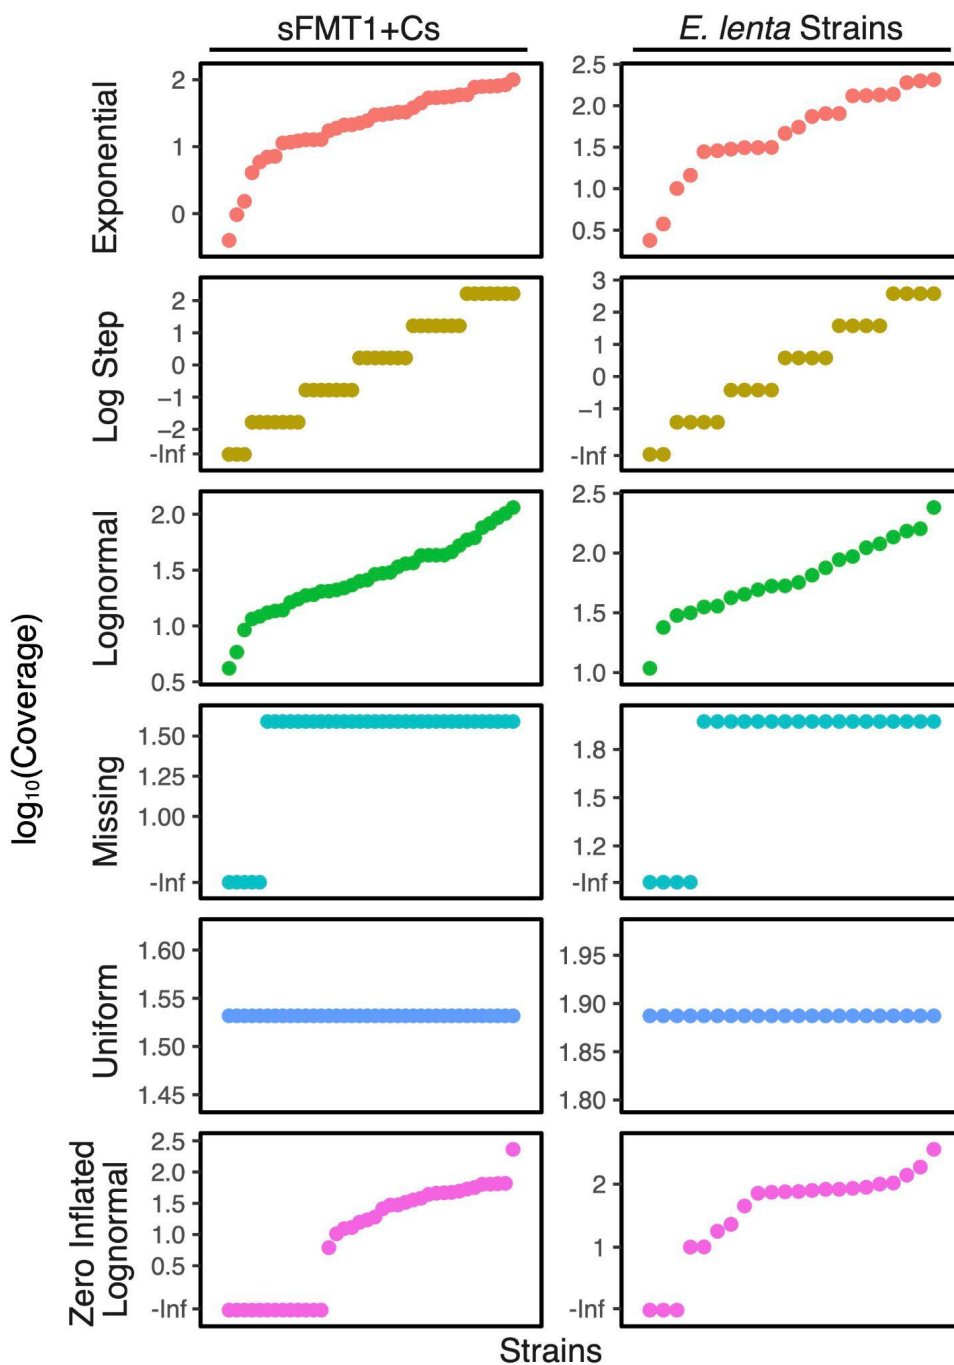 sFMT1+Cs
E. lenta Strains
log₁₀(Coverage)
Exponential
2
1
0
2.5
2.0
1.5
1.0
0.5
Log Step
2
1
0
−1
−2
-Inf
3
2
1
0
−1
-Inf
Lognormal
2.0
1.5
1.0
0.5
2.5
2.0
1.5
1.0
Missing
1.50
1.25
1.00
-Inf
1.8
1.5
1.2
-Inf
Uniform
1.60
1.55
1.50
1.45
1.95
1.90
1.85
1.80
Zero Inflated
Lognormal
2.5
2.0
1.5
1.0
0.5
-Inf
2
1
-Inf
Strains